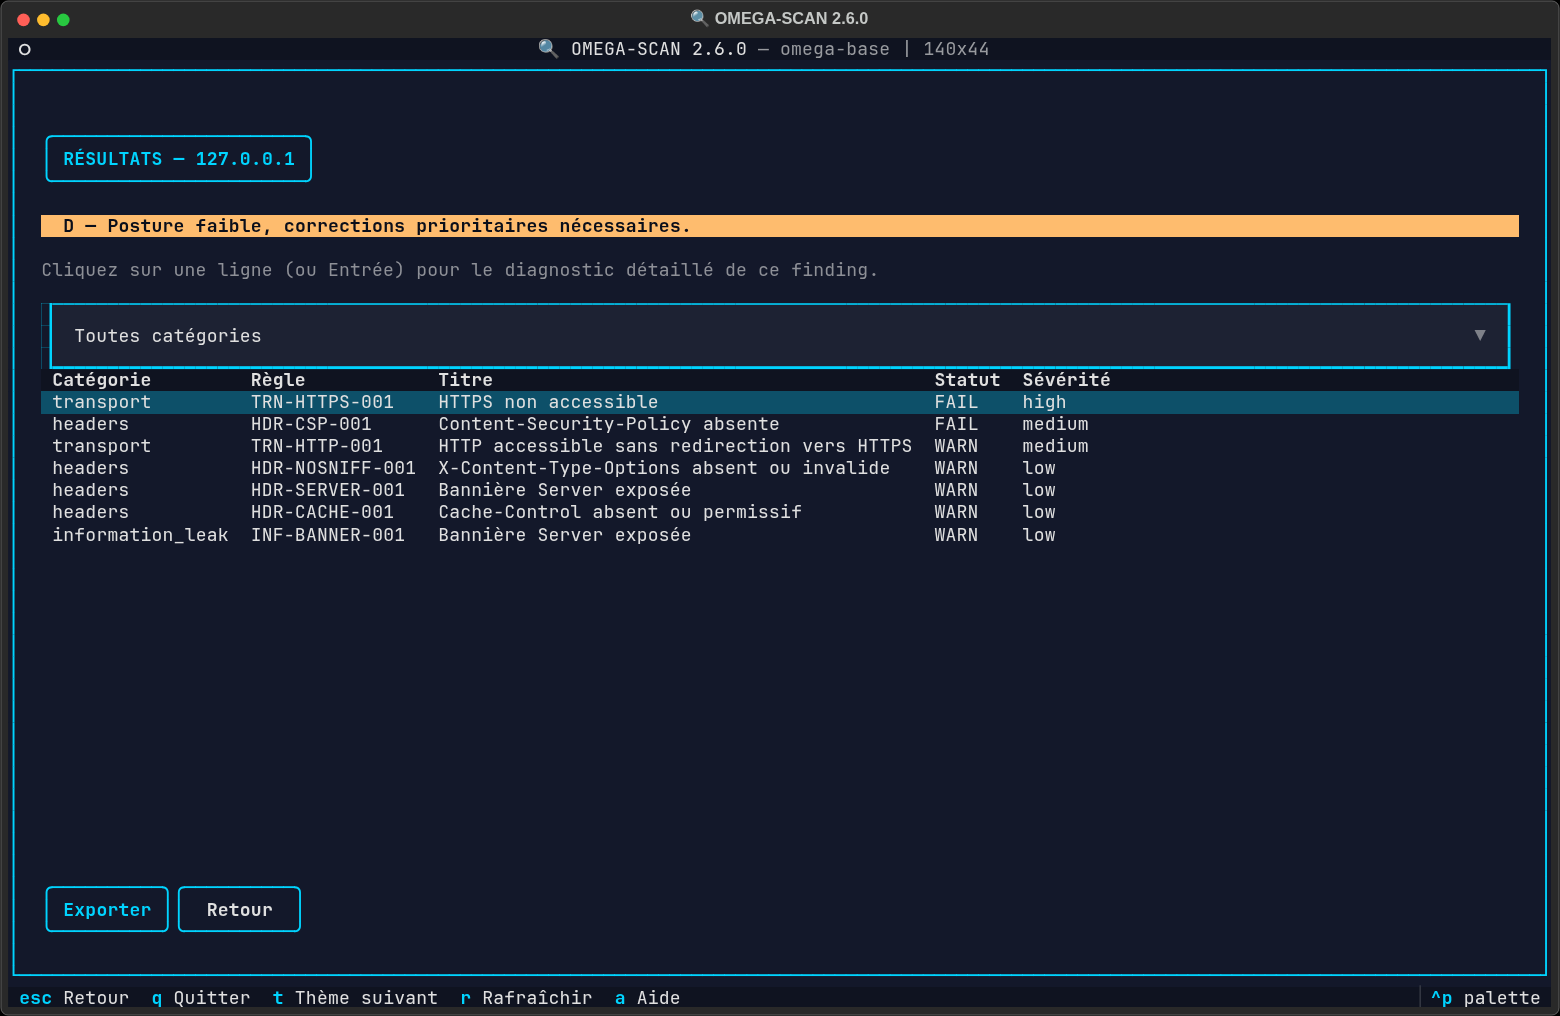 🔍 OMEGA-SCAN 2.6.0
🔍 OMEGA-SCAN 2.6.0 — omega-base | 140x44
RÉSULTATS — 127.0.0.1
D — Posture faible, corrections prioritaires nécessaires.
Cliquez sur une ligne (ou Entrée) pour le diagnostic détaillé de ce finding.
Toutes catégories ▼
Catégorie Règle Titre Statut Sévérité
transport TRN-HTTPS-001 HTTPS non accessible FAIL high
headers HDR-CSP-001 Content-Security-Policy absente FAIL medium
transport TRN-HTTP-001 HTTP accessible sans redirection vers HTTPS WARN medium
headers HDR-NOSNIFF-001 X-Content-Type-Options absent ou invalide WARN low
headers HDR-SERVER-001 Bannière Server exposée WARN low
headers HDR-CACHE-001 Cache-Control absent ou permissif WARN low
information_leak INF-BANNER-001 Bannière Server exposée WARN low
Exporter Retour
esc Retour q Quitter t Thème suivant r Rafraîchir a Aide ^p palette